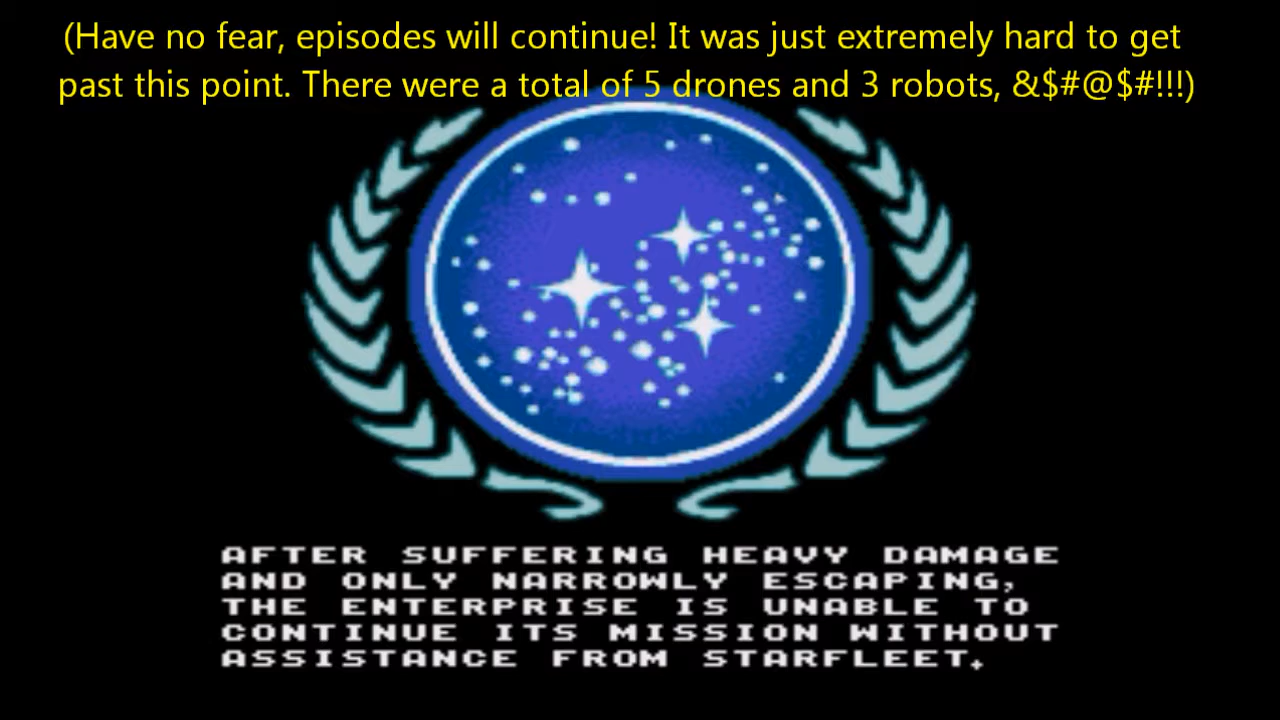 (Have no fear, episodes will continue! It was just extremely hard to get
past this point. There were a total of 5 drones and 3 robots, &$#@$#!!!)
AFTER SUFFERING HEAVY DAMAGE
AND ONLY NARROWLY ESCAPING,
THE ENTERPRISE IS UNABLE TO
CONTINUE ITS MISSION WITHOUT
ASSISTANCE FROM STARFLEET.